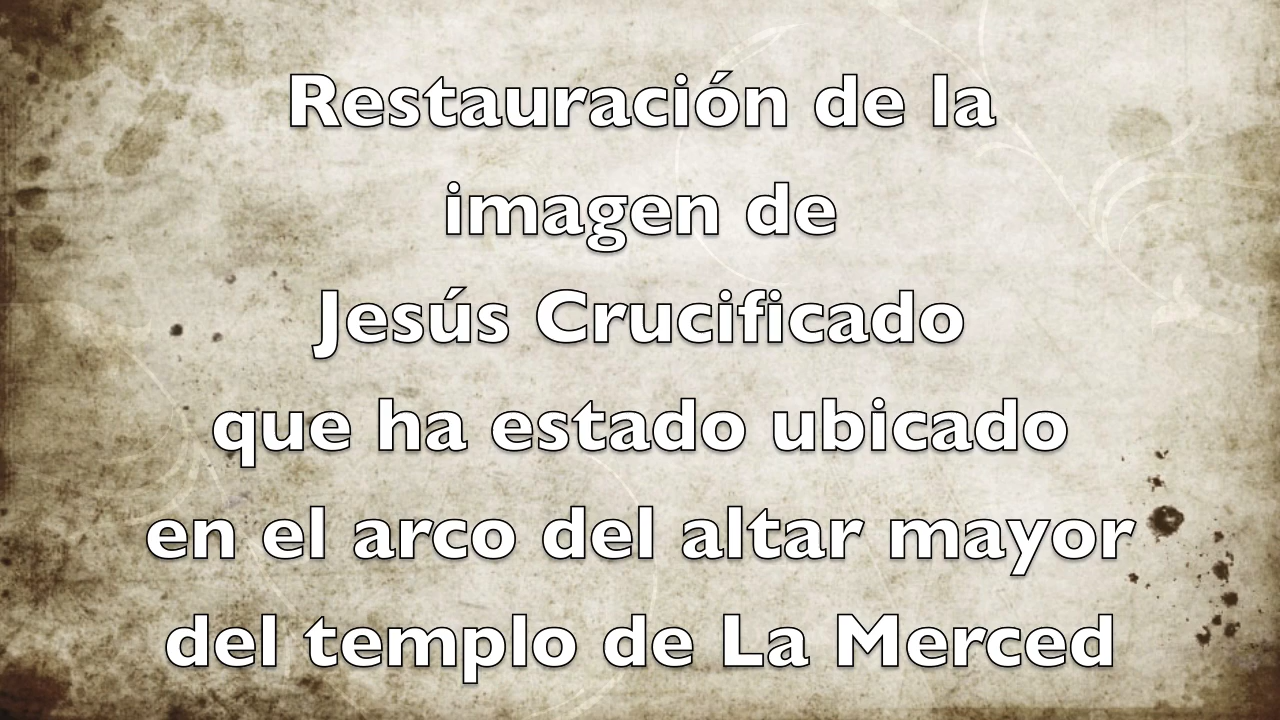 Restauración de la
imagen de
Jesús Crucificado
que ha estado ubicado
en el arco del altar mayor
del templo de La Merced